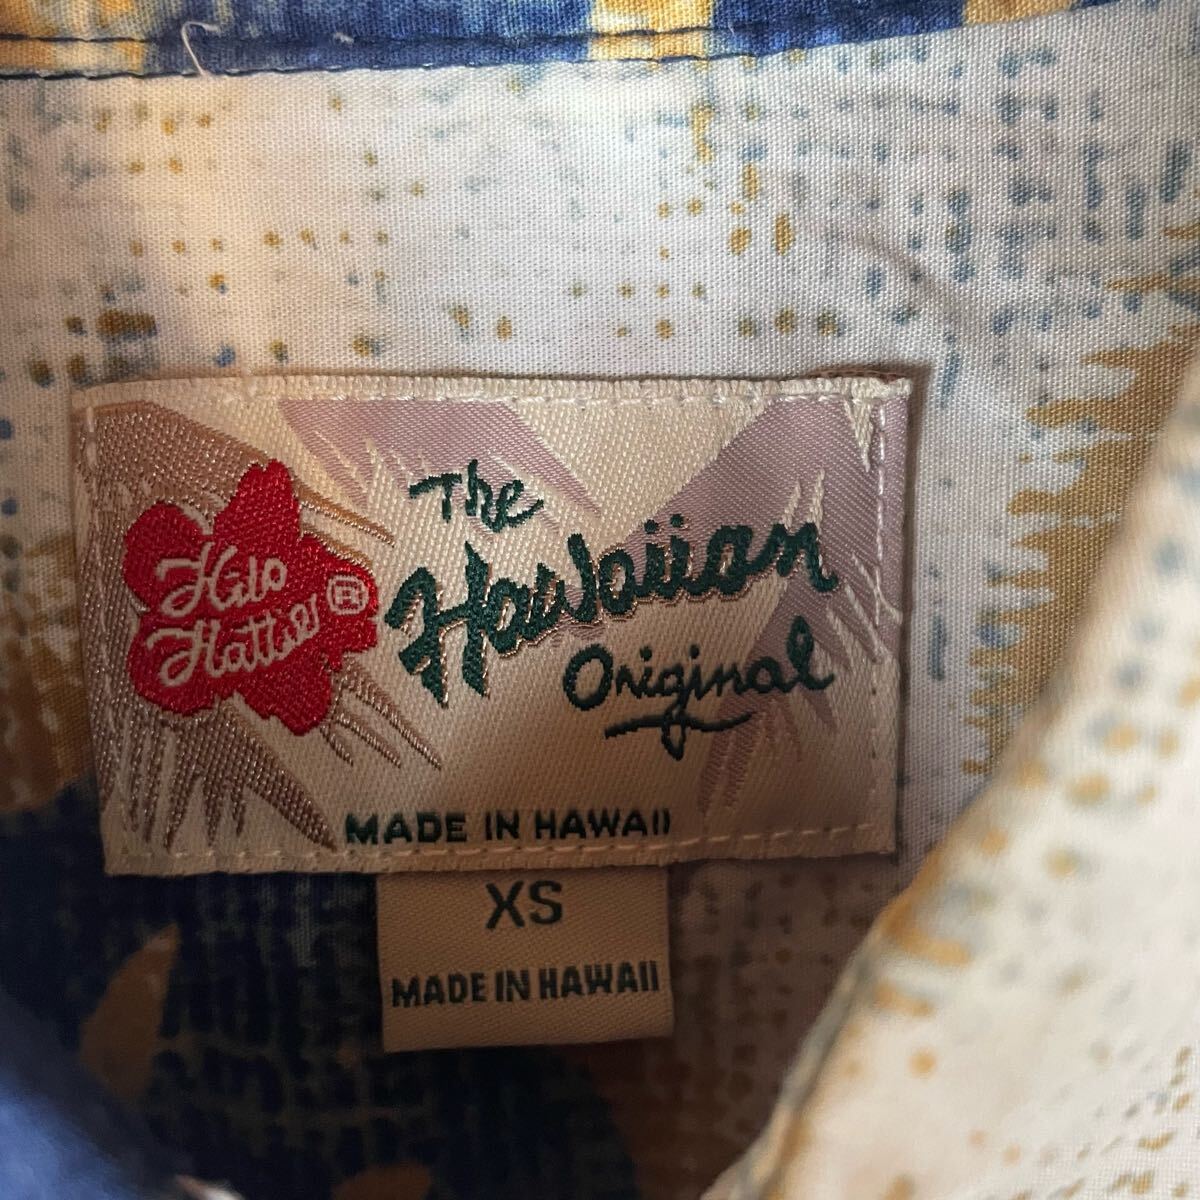 Hilo
Hattie's ®
The
Hawaiian
Original
MADE IN HAWAII
XS
MADE IN HAWAII